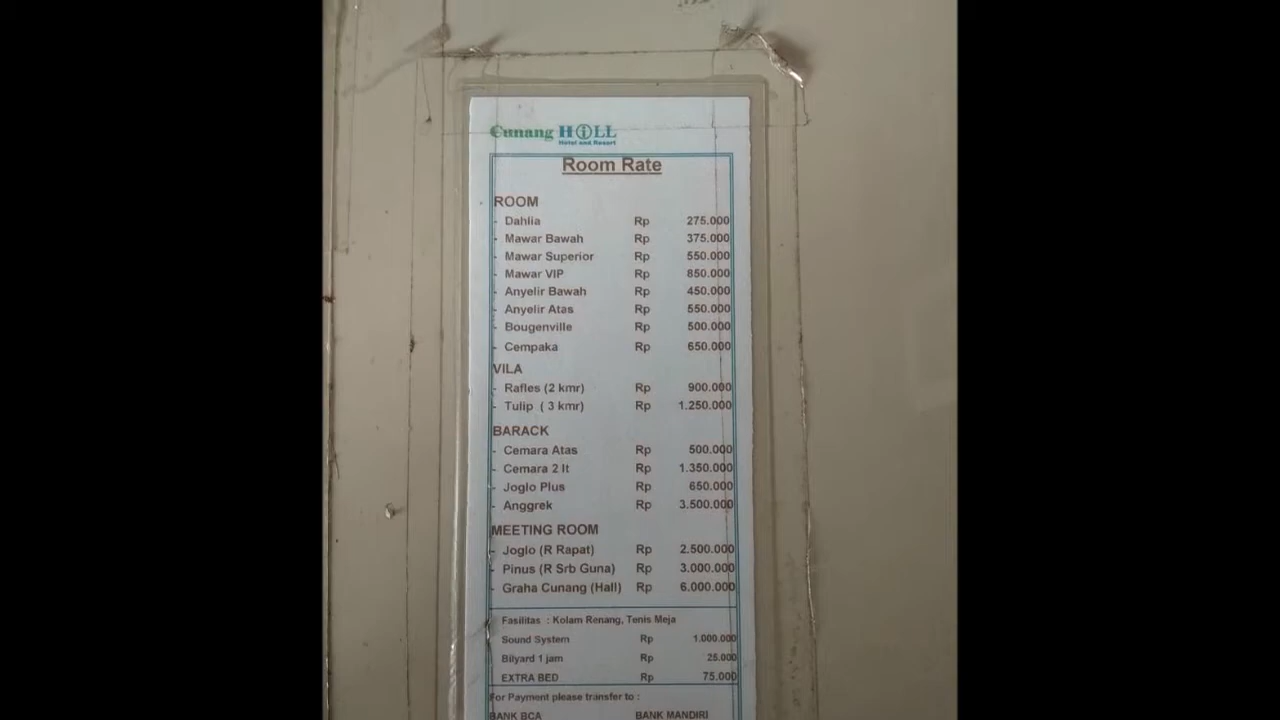 Cunang HiLL
Hotel and Resort
Room Rate
ROOM
- Dahlia Rp 275.000
- Mawar Bawah Rp 375.000
- Mawar Superior Rp 550.000
- Mawar VIP Rp 850.000
- Anyelir Bawah Rp 450.000
- Anyelir Atas Rp 550.000
- Bougenville Rp 500.000
- Cempaka Rp 650.000
VILA
- Rafles (2 kmr) Rp 900.000
- Tulip ( 3 kmr) Rp 1.250.000
BARACK
- Cemara Atas Rp 500.000
- Cemara 2 lt Rp 1.350.000
- Joglo Plus Rp 650.000
- Anggrek Rp 3.500.000
MEETING ROOM
- Joglo (R Rapat) Rp 2.500.000
- Pinus (R Srb Guna) Rp 3.000.000
- Graha Cunang (Hall) Rp 6.000.000
Fasilitas : Kolam Renang, Tenis Meja
Sound System Rp 1.000.000
Bilyard 1 jam Rp 25.000
EXTRA BED Rp 75.000
For Payment please transfer to :
BANK BCA BANK MANDIRI